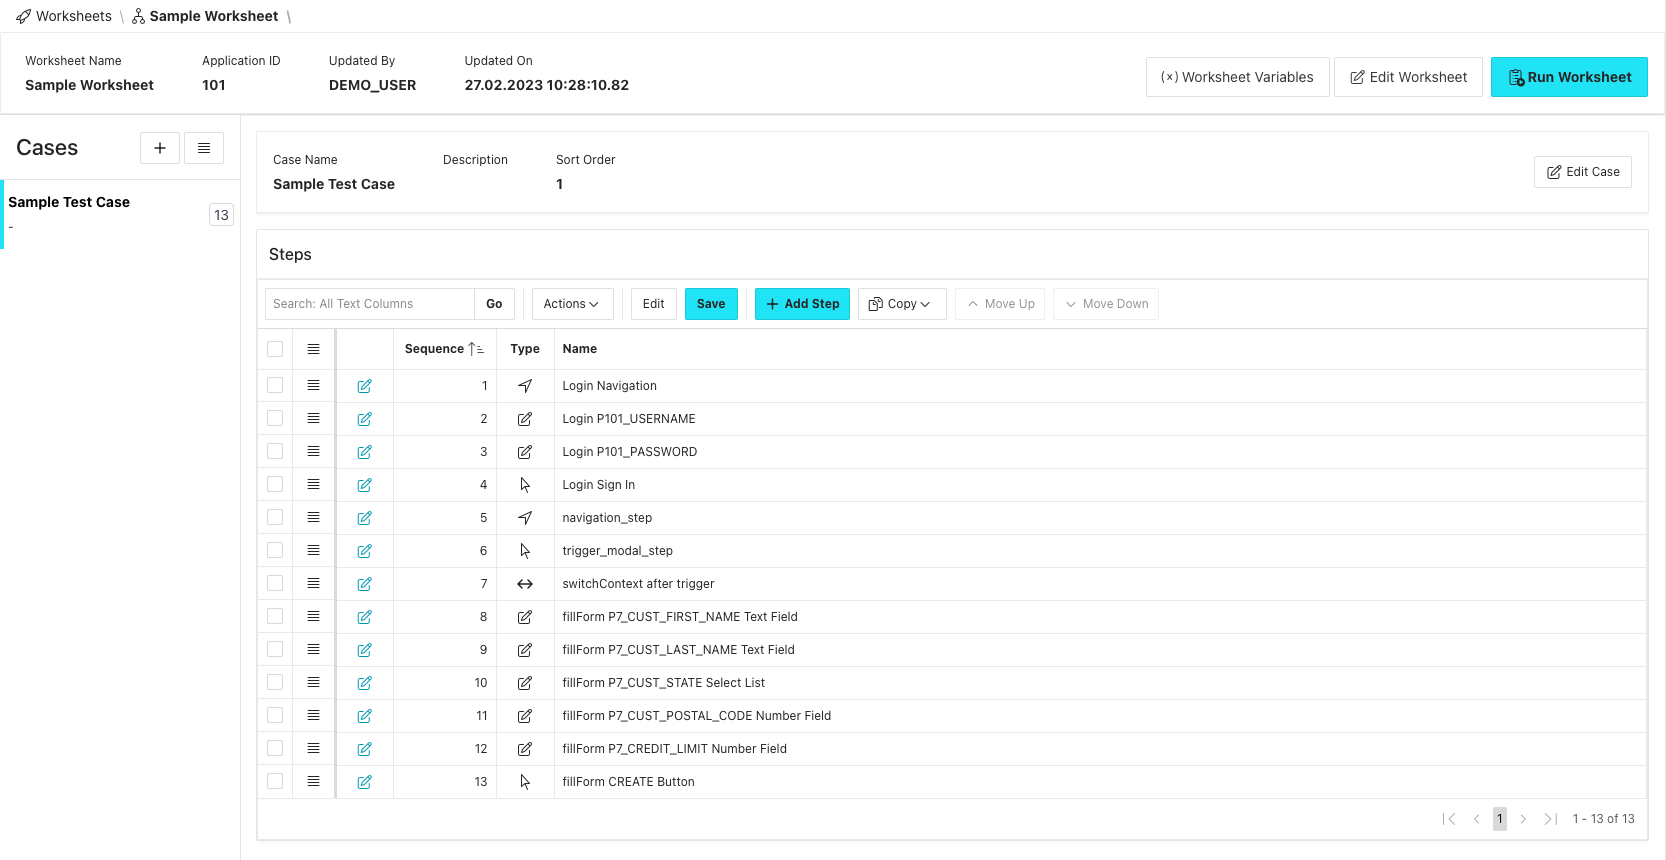 Worksheets \ Sample Worksheet \
Worksheet Name Application ID Updated By Updated On
Sample Worksheet 101 DEMO_USER 27.02.2023 10:28:10.82
(×) Worksheet Variables Edit Worksheet Run Worksheet
Cases
Sample Test Case
-
13
Case Name Description Sort Order
Sample Test Case 1
Edit Case
Steps
Search: All Text Columns Go Actions Edit Save Add Step Copy Move Up Move Down
Sequence Type Name
1 Login Navigation
2 Login P101_USERNAME
3 Login P101_PASSWORD
4 Login Sign In
5 navigation_step
6 trigger_modal_step
7 switchContext after trigger
8 fillForm P7_CUST_FIRST_NAME Text Field
9 fillForm P7_CUST_LAST_NAME Text Field
10 fillForm P7_CUST_STATE Select List
11 fillForm P7_CUST_POSTAL_CODE Number Field
12 fillForm P7_CREDIT_LIMIT Number Field
13 fillForm CREATE Button
1 1 - 13 of 13